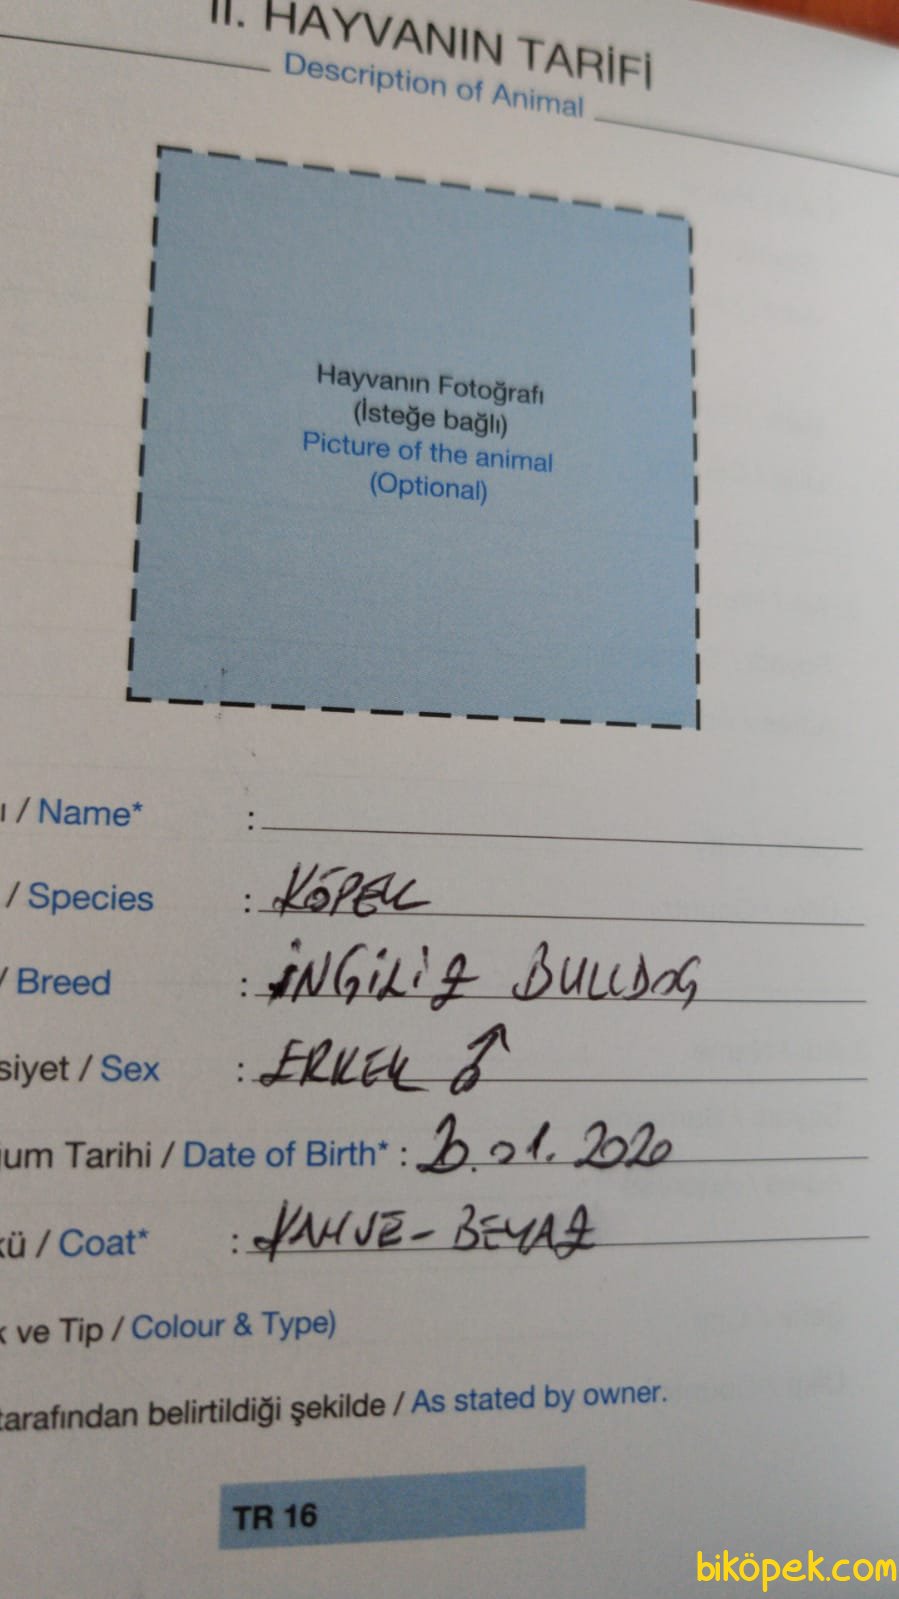 II. HAYVANIN TARİFİ
Description of Animal
Hayvanın Fotoğrafı
(İsteğe bağlı)
Picture of the animal
(Optional)
ı / Name* :
/ Species : KÖPEK
/ Breed : İNGİLİZ BULLDOG
siyet / Sex : ERKEK ♂
um Tarihi / Date of Birth* : 20.01.2020
kü / Coat* : KAHVE - BEYAZ
k ve Tip / Colour & Type)
tarafından belirtildiği şekilde / As stated by owner.
TR 16
biköpek.com